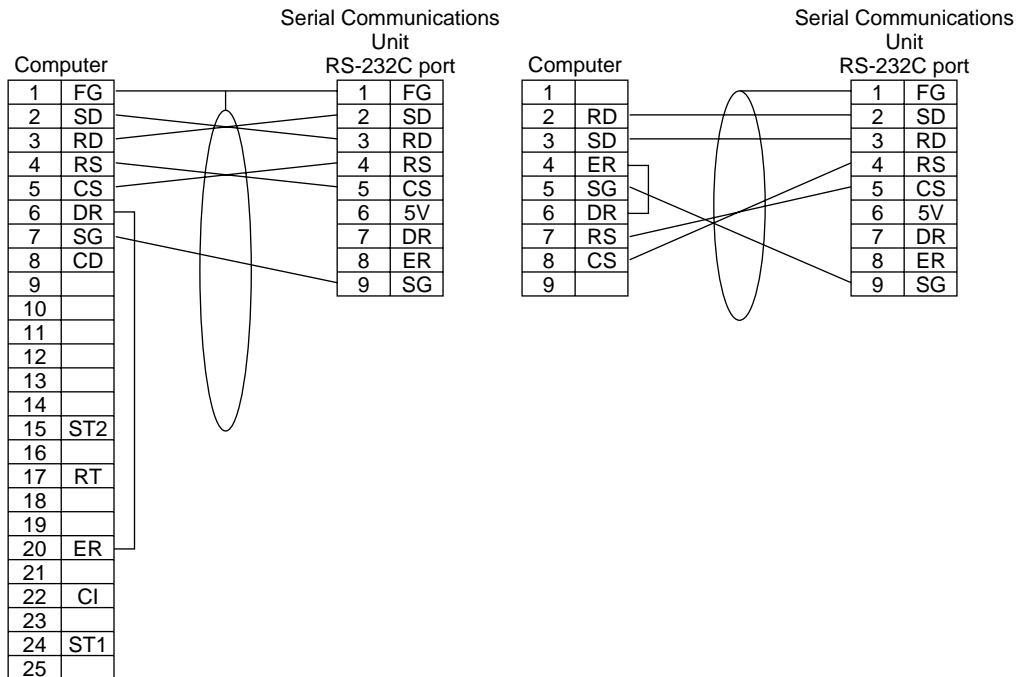 Serial Communications
Unit
RS-232C port
Computer
1 FG
2 SD
3 RD
4 RS
5 CS
6 DR
7 SG
8 CD
9
10
11
12
13
14
15 ST2
16
17 RT
18
19
20 ER
21
22 CI
23
24 ST1
25
1 FG
2 SD
3 RD
4 RS
5 CS
6 5V
7 DR
8 ER
9 SG
Serial Communications
Unit
RS-232C port
Computer
1
2 RD
3 SD
4 ER
5 SG
6 DR
7 RS
8 CS
9
1 FG
2 SD
3 RD
4 RS
5 CS
6 5V
7 DR
8 ER
9 SG